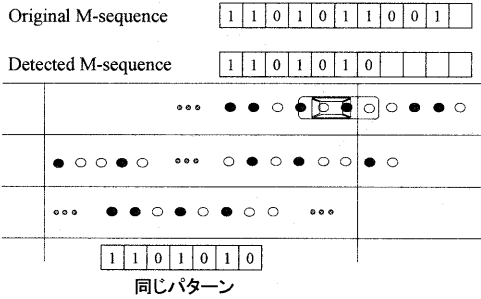 Original M-sequence 1 1 0 1 0 1 1 0 0 1
Detected M-sequence 1 1 0 1 0 1 0
1 1 0 1 0 1 0
同じパターン